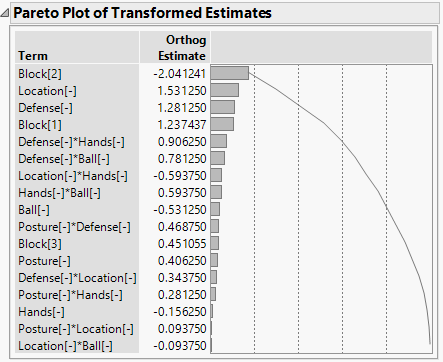 Pareto Plot of Transformed Estimates
Orthog
Term Estimate
Block[2] -2.041241
Location[-] 1.531250
Defense[-] 1.281250
Block[1] 1.237437
Defense[-]*Hands[-] 0.906250
Defense[-]*Ball[-] 0.781250
Location[-]*Hands[-] -0.593750
Hands[-]*Ball[-] 0.593750
Ball[-] -0.531250
Posture[-]*Defense[-] 0.468750
Block[3] 0.451055
Posture[-] 0.406250
Defense[-]*Location[-] 0.343750
Posture[-]*Hands[-] 0.281250
Hands[-] -0.156250
Posture[-]*Location[-] 0.093750
Location[-]*Ball[-] -0.093750